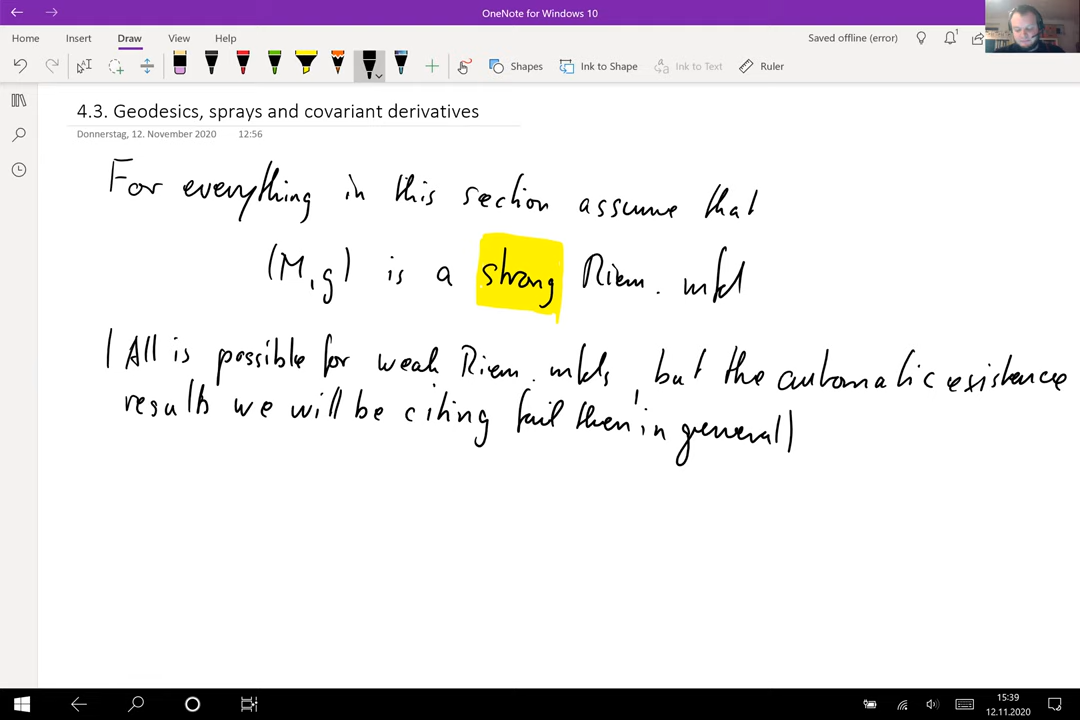 OneNote for Windows 10
Home Insert Draw View Help
Saved offline (error)
Shapes Ink to Shape Ink to Text Ruler
4.3. Geodesics, sprays and covariant derivatives
Donnerstag, 12. November 2020 12:56
For everything in this section assume that
(M,g) is a strong Riem. mfd
(All is possible for weak Riem. mfds, but the automatic existence
results we will be citing fail then in general)
15:39
12.11.2020